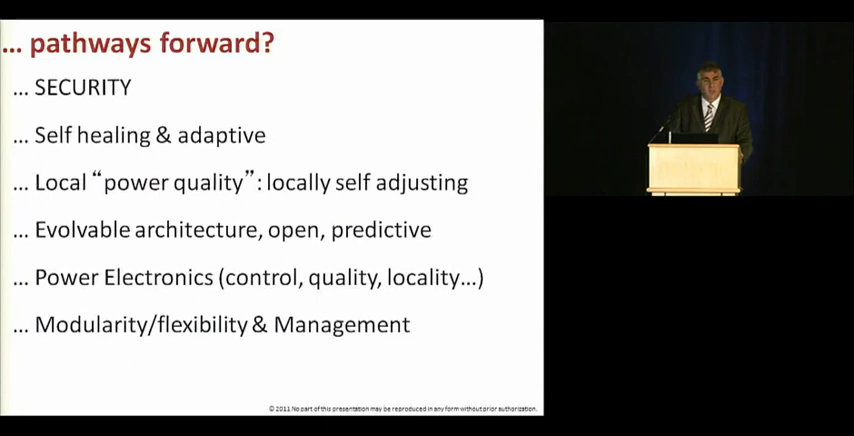 ... pathways forward?
... SECURITY
... Self healing & adaptive
... Local “power quality”: locally self adjusting
... Evolvable architecture, open, predictive
... Power Electronics (control, quality, locality...)
... Modularity/flexibility & Management
© 2011 No part of this presentation may be reproduced in any form without prior authorization.